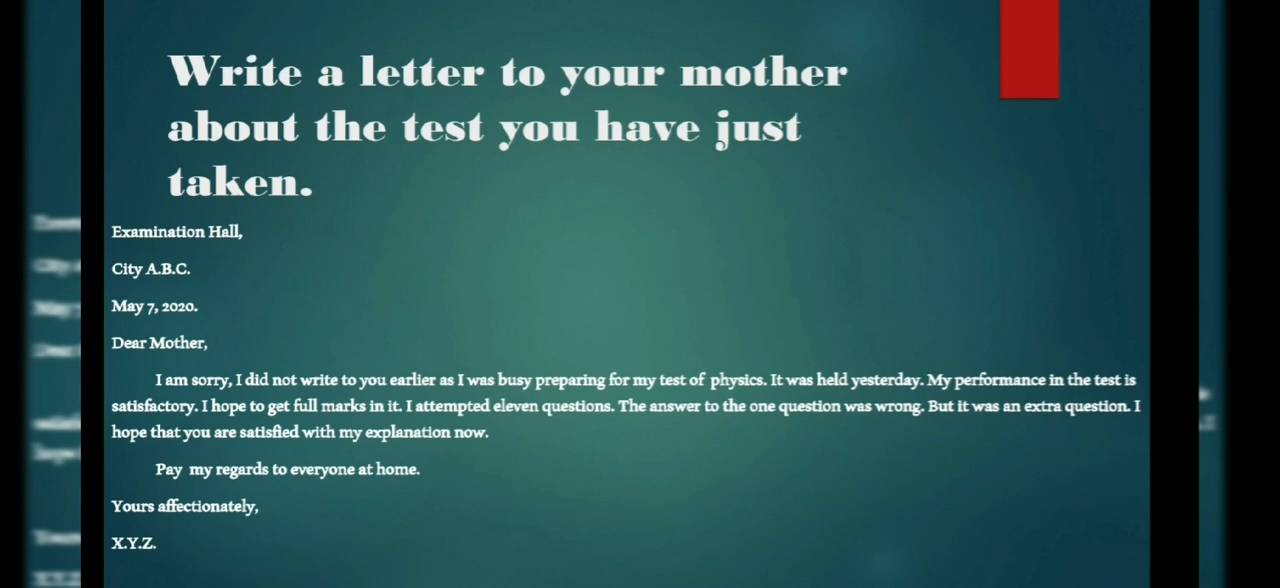 Write a letter to your mother
about the test you have just
taken.
Examination Hall,
City A.B.C.
May 7, 2020.
Dear Mother,
I am sorry, I did not write to you earlier as I was busy preparing for my test of physics. It was held yesterday. My performance in the test is
satisfactory. I hope to get full marks in it. I attempted eleven questions. The answer to the one question was wrong. But it was an extra question. I
hope that you are satisfied with my explanation now.
Pay my regards to everyone at home.
Yours affectionately,
X.Y.Z.